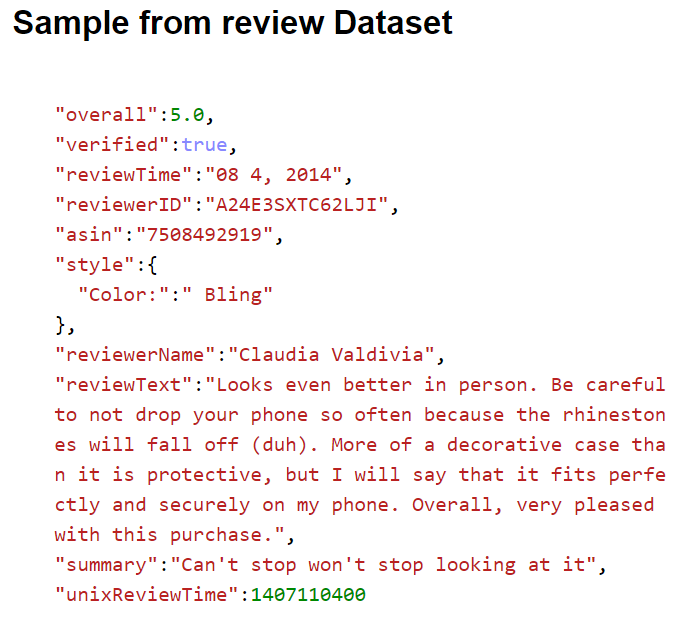 Sample from review Dataset
"overall":5.0,
"verified":true,
"reviewTime":"08 4, 2014",
"reviewerID":"A24E3SXTC62LJI",
"asin":"7508492919",
"style":{
"Color:":" Bling"
},
"reviewerName":"Claudia Valdivia",
"reviewText":"Looks even better in person. Be careful
to not drop your phone so often because the rhineston
es will fall off (duh). More of a decorative case tha
n it is protective, but I will say that it fits perfe
ctly and securely on my phone. Overall, very pleased
with this purchase.",
"summary":"Can't stop won't stop looking at it",
"unixReviewTime":1407110400